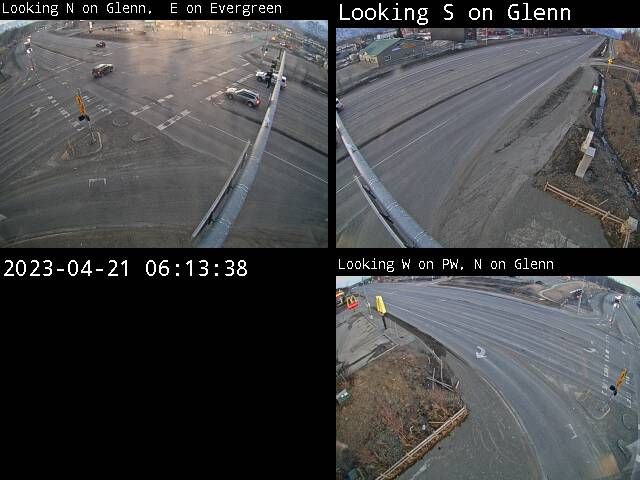 Looking N on Glenn,  E on Evergreen
Looking S on Glenn
2023-04-21 06:13:38
Looking W on PW, N on Glenn